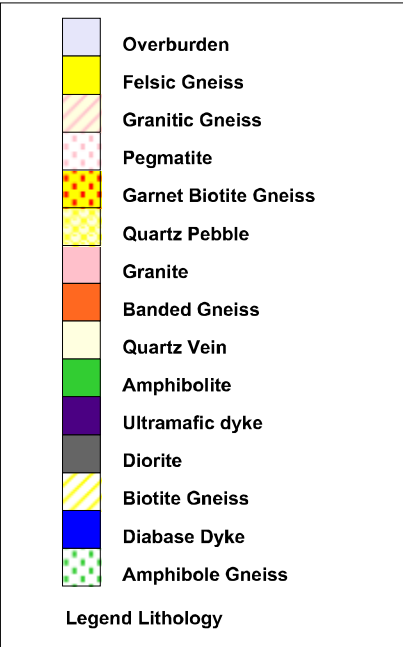 Overburden
Felsic Gneiss
Granitic Gneiss
Pegmatite
Garnet Biotite Gneiss
Quartz Pebble
Granite
Banded Gneiss
Quartz Vein
Amphibolite
Ultramafic dyke
Diorite
Biotite Gneiss
Diabase Dyke
Amphibole Gneiss
Legend Lithology